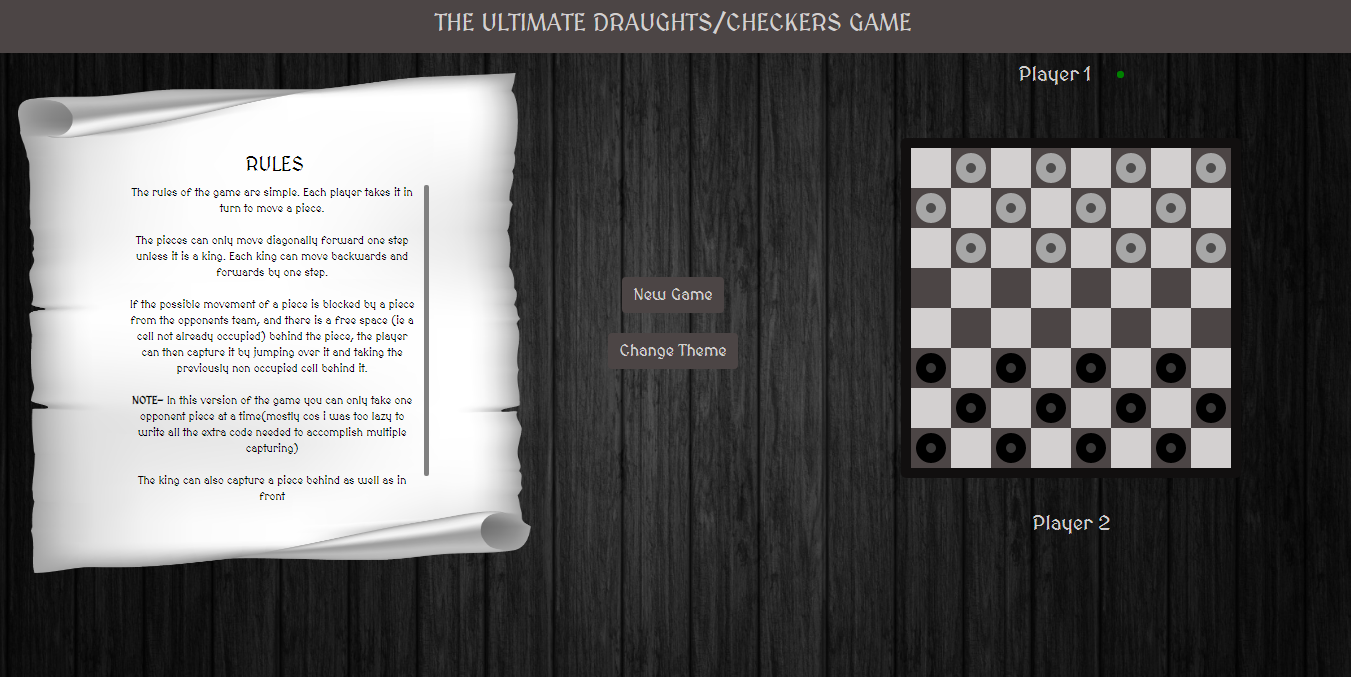 THE ULTIMATE DRAUGHTS/CHECKERS GAME
RULES
The rules of the game are simple. Each player takes it in
turn to move a piece.
The pieces can only move diagonally forward one step
unless it is a king. Each king can move backwards and
forwards by one step.
If the possible movement of a piece is blocked by a piece
from the opponents team, and there is a free space (ie a
cell not already occupied) behind the piece, the player
can then capture it by jumping over it and taking the
previously non occupied cell behind it.
NOTE- In this version of the game you can only take one
opponent piece at a time(mostly cos i was too lazy to
write all the extra code needed to accomplish multiple
capturing)
The king can also capture a piece behind as well as in
front
New Game
Change Theme
Player 1
Player 2